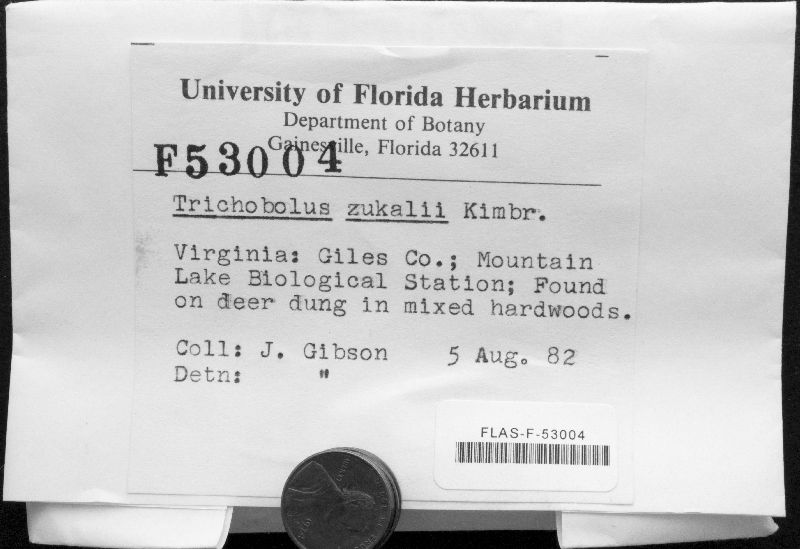 University of Florida Herbarium
Department of Botany
Gainesville, Florida 32611
F53004
Trichobolus zukalii Kimbr.
Virginia: Giles Co.; Mountain
Lake Biological Station; Found
on deer dung in mixed hardwoods.
Coll: J. Gibson 5 Aug. 82
Detn: "
FLAS-F-53004